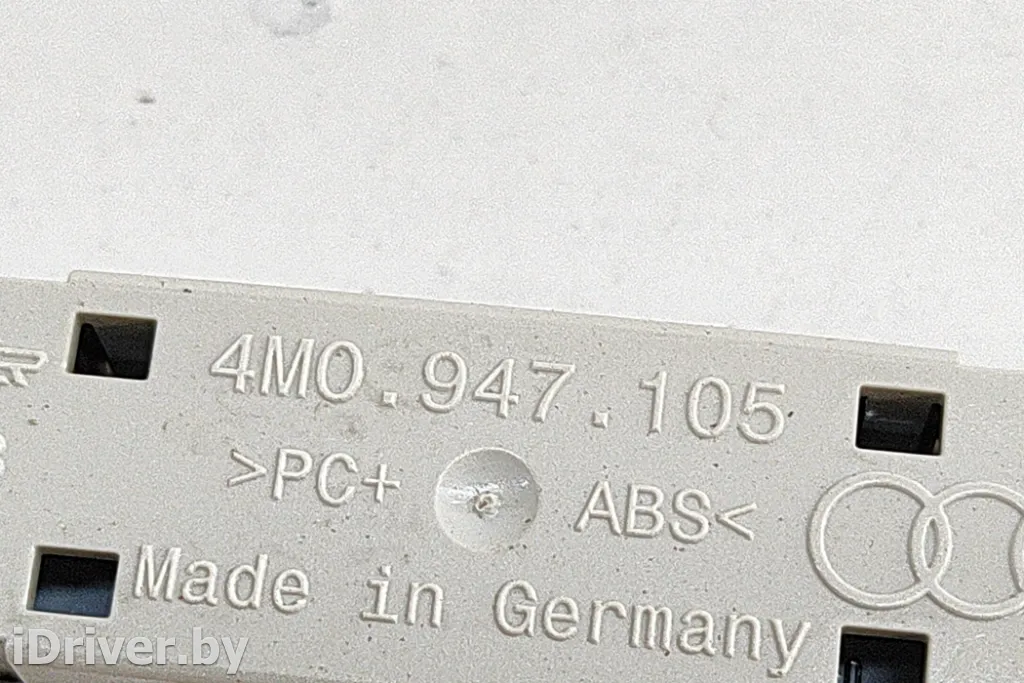 4M0.947.105
>PC+ ABS<
Made in Germany
iDriver.by